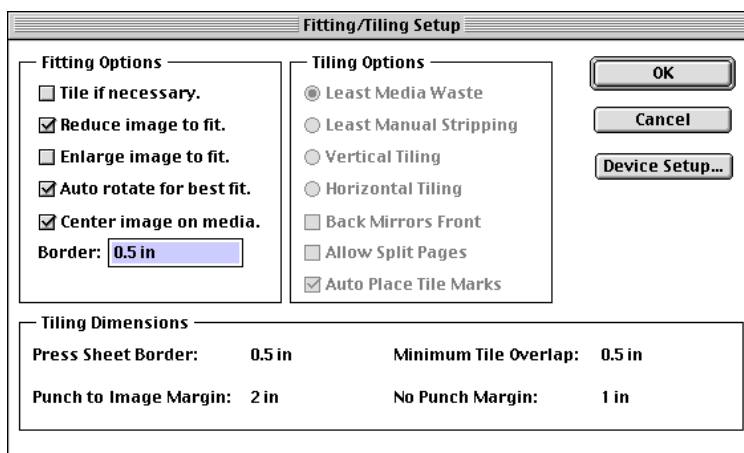 Fitting/Tiling Setup
Fitting Options
Tile if necessary.
Reduce image to fit.
Enlarge image to fit.
Auto rotate for best fit.
Center image on media.
Border: 0.5 in
Tiling Options
Least Media Waste
Least Manual Stripping
Vertical Tiling
Horizontal Tiling
Back Mirrors Front
Allow Split Pages
Auto Place Tile Marks
OK
Cancel
Device Setup...
Tiling Dimensions
Press Sheet Border: 0.5 in Minimum Tile Overlap: 0.5 in
Punch to Image Margin: 2 in No Punch Margin: 1 in